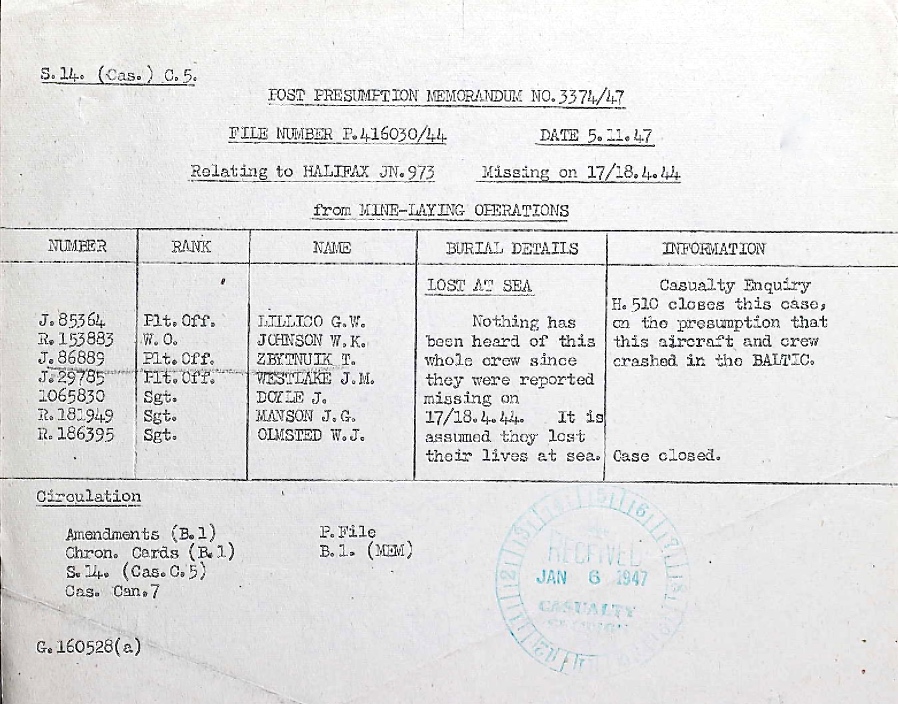 S.14. (Cas.) C.5.
POST PRESUMPTION MEMORANDUM NO.3374/47
FILE NUMBER P.416030/44 DATE 5.11.47
Relating to HALIFAX JN.973 Missing on 17/18.4.44
from MINE-LAYING OPERATIONS
NUMBER RANK NAME BURIAL DETAILS INFORMATION
LOST AT SEA Casualty Enquiry
H.510 closes this case,
J.85364 Plt.Off. LILLICO G.W. Nothing has on the presumption that
R.153883 W.O. JOHNSON W.K. been heard of this this aircraft and crew
J.86889 Plt.Off. ZBYTNUIK T. whole crew since crashed in the BALTIC.
J.29785 Flt.Off. WESTLAKE J.M. they were reported
1065830 Sgt. DOYLE J. missing on
R.181949 Sgt. MANSON J.G. 17/18.4.44. It is
R.186395 Sgt. OLMSTED W.J. assumed they lost
their lives at sea. Case closed.
Circulation
Amendments (B.1) P.File
Chron. Cards (B.1) B.1. (MEM)
S.14. (Cas.C.5)
Cas. Can.7
G.160528(a)
RECEIVED
JAN 6 1947
CASUALTY
SECTION